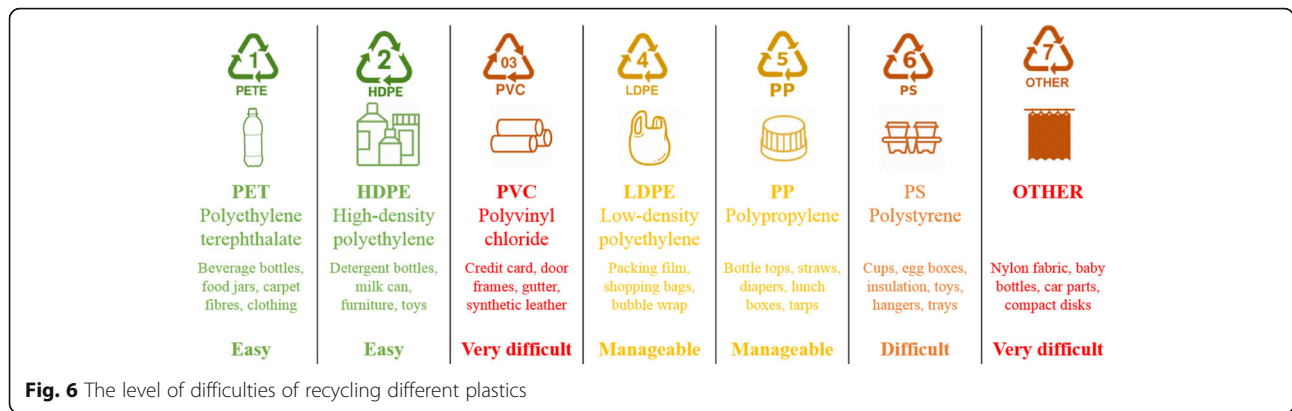 1
PETE
PET
Polyethylene
terephthalate
Beverage bottles,
food jars, carpet
fibres, clothing
Easy
2
HDPE
HDPE
High-density
polyethylene
Detergent bottles,
milk can,
furniture, toys
Easy
03
PVC
PVC
Polyvinyl
chloride
Credit card, door
frames, gutter,
synthetic leather
Very difficult
4
LDPE
LDPE
Low-density
polyethylene
Packing film,
shopping bags,
bubble wrap
Manageable
5
PP
PP
Polypropylene
Bottle tops, straws,
diapers, lunch
boxes, tarps
Manageable
6
PS
PS
Polystyrene
Cups, egg boxes,
insulation, toys,
hangers, trays
Difficult
7
OTHER
OTHER
Nylon fabric, baby
bottles, car parts,
compact disks
Very difficult
Fig. 6 The level of difficulties of recycling different plastics